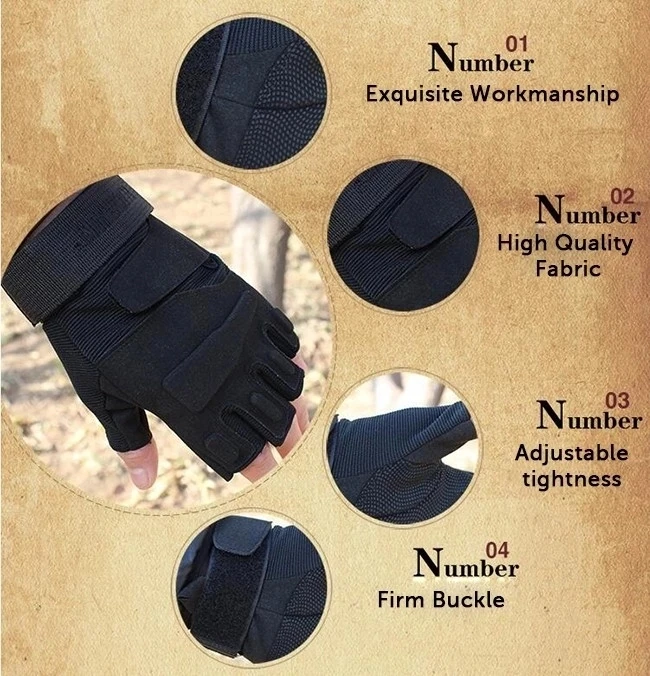 Number 01
Exquisite Workmanship
Number 02
High Quality
Fabric
Number 03
Adjustable
tightness
Number 04
Firm Buckle